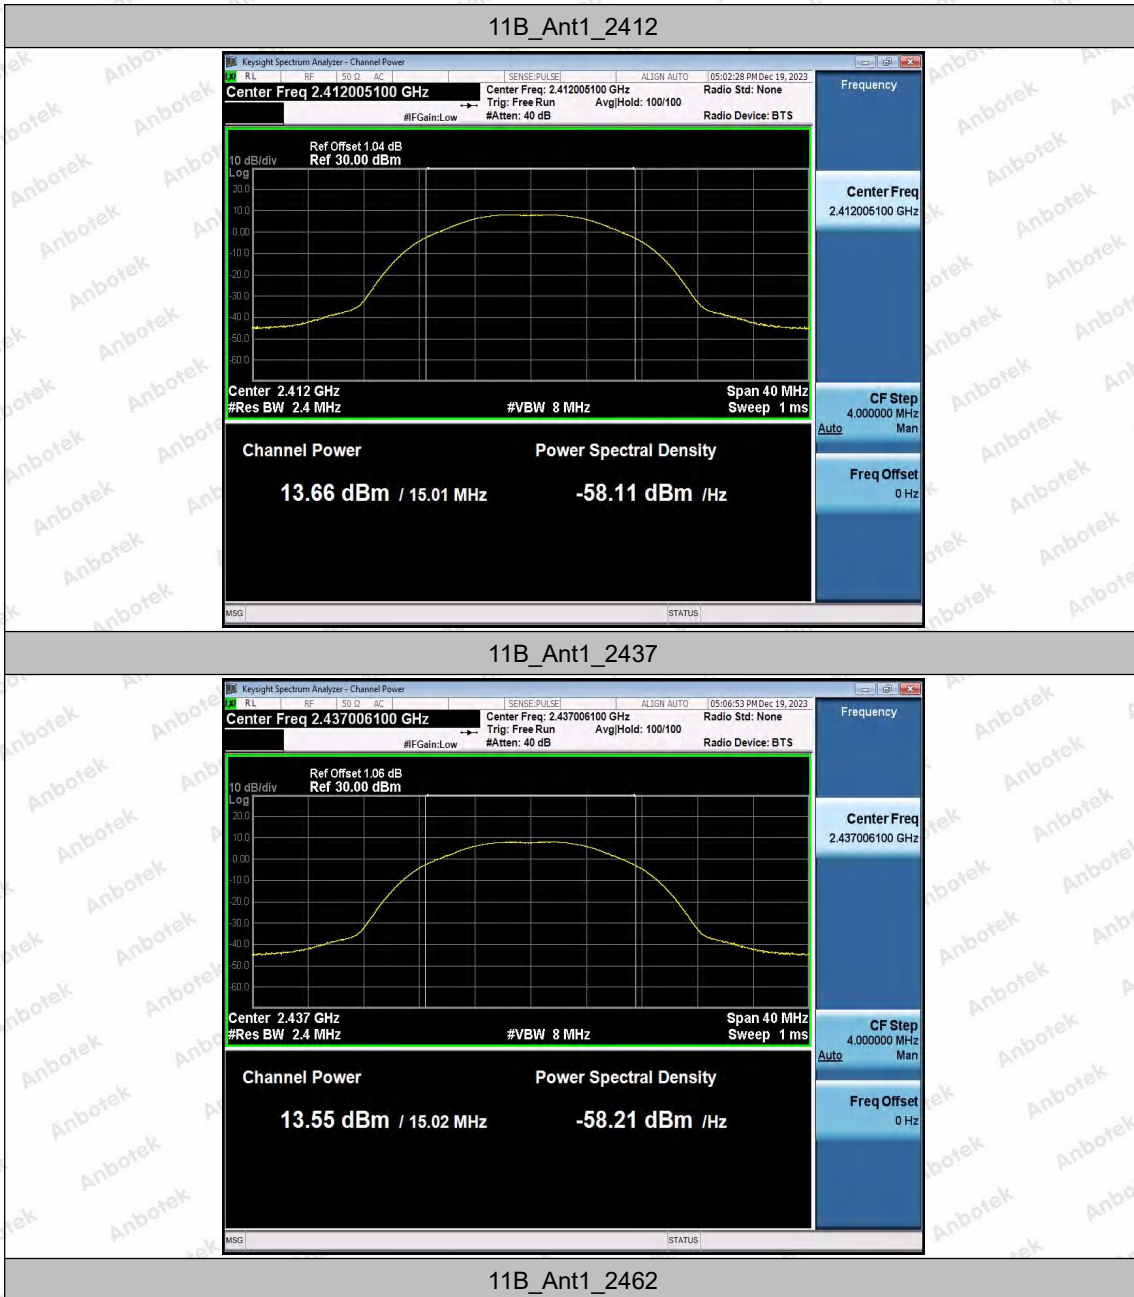 11B_Ant1_2412
Keysight Spectrum Analyzer - Channel Power
LXI RL RF 50 Ω AC SENSE:PULSE ALIGN AUTO 05:02:28 PM Dec 19, 2023
Center Freq 2.412005100 GHz
Center Freq: 2.412005100 GHz
Radio Std: None
Trig: Free Run Avg|Hold: 100/100
#IFGain:Low #Atten: 40 dB Radio Device: BTS
Frequency
Ref Offset 1.04 dB
10 dB/div Ref 30.00 dBm
Log
20.0
10.0
0.00
-10.0
-20.0
-30.0
-40.0
-50.0
-60.0
Center 2.412 GHz Span 40 MHz
#Res BW 2.4 MHz #VBW 8 MHz Sweep 1 ms
Center Freq
2.412005100 GHz
CF Step
4.000000 MHz
Auto Man
Freq Offset
0 Hz
Channel Power Power Spectral Density
13.66 dBm / 15.01 MHz -58.11 dBm /Hz
MSG STATUS
11B_Ant1_2437
Keysight Spectrum Analyzer - Channel Power
LXI RL RF 50 Ω AC SENSE:PULSE ALIGN AUTO 05:06:53 PM Dec 19, 2023
Center Freq 2.437006100 GHz
Center Freq: 2.437006100 GHz
Radio Std: None
Trig: Free Run Avg|Hold: 100/100
#IFGain:Low #Atten: 40 dB Radio Device: BTS
Frequency
Ref Offset 1.06 dB
10 dB/div Ref 30.00 dBm
Log
20.0
10.0
0.00
-10.0
-20.0
-30.0
-40.0
-50.0
-60.0
Center 2.437 GHz Span 40 MHz
#Res BW 2.4 MHz #VBW 8 MHz Sweep 1 ms
Center Freq
2.437006100 GHz
CF Step
4.000000 MHz
Auto Man
Freq Offset
0 Hz
Channel Power Power Spectral Density
13.55 dBm / 15.02 MHz -58.21 dBm /Hz
MSG STATUS
11B_Ant1_2462